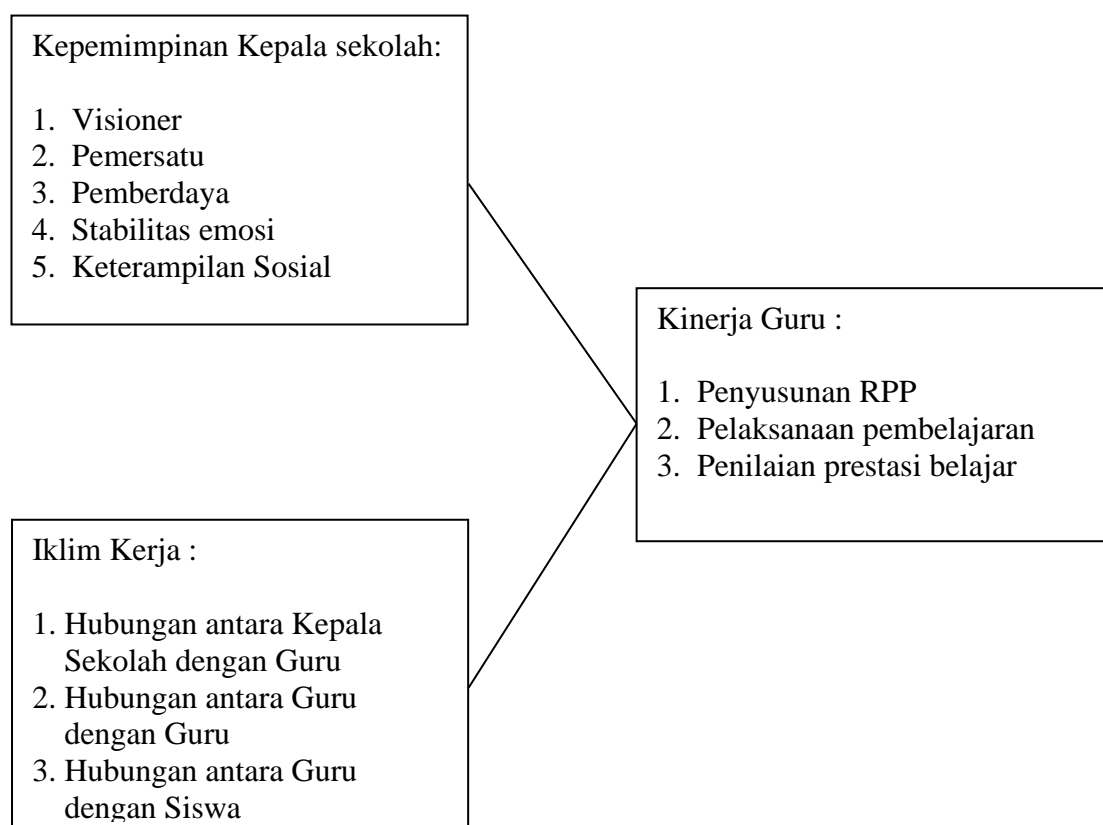 Kepemimpinan Kepala sekolah:
1. Visioner
2. Pemersatu
3. Pemberdaya
4. Stabilitas emosi
5. Keterampilan Sosial
Kinerja Guru :
1. Penyusunan RPP
2. Pelaksanaan pembelajaran
3. Penilaian prestasi belajar
Iklim Kerja :
1. Hubungan antara Kepala
Sekolah dengan Guru
2. Hubungan antara Guru
dengan Guru
3. Hubungan antara Guru
dengan Siswa